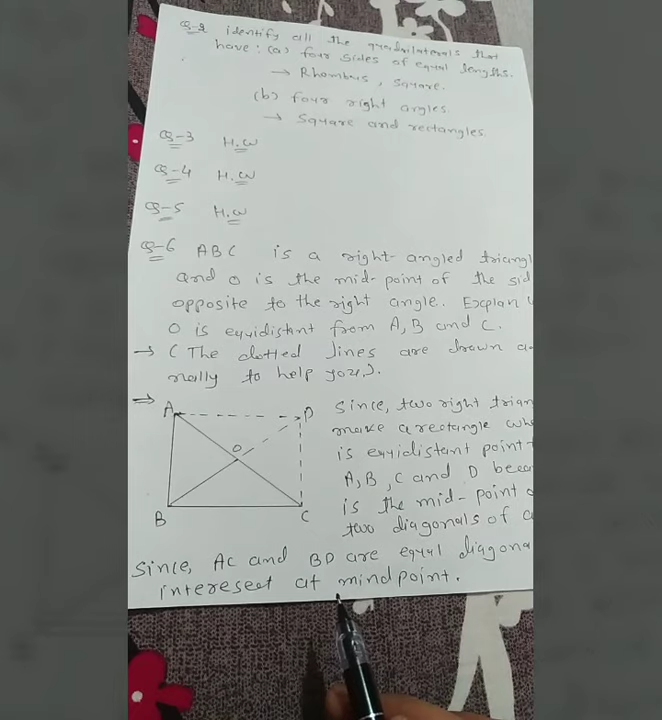 Q-2 identify all the quadrilaterals that
have: (a) four sides of equal lengths.
→ Rhombus, square.
(b) four right angles
→ square and rectangles.
Q-3 H.W
Q-4 H.W
Q-5 H.W
Q-6 ABC is a right-angled triangl
and O is the mid-point of the sid
opposite to the right angle. Explan
O is equidistant from A, B and C.
→ (The dotted lines are drawn a
nally to help you).
⇒ Since, two right trian
make a rectangle wh
is equidistant point
A, B, C and D beca
is the mid-point
two diagonals of a
A D
O
B C
Since, AC and BD are equal diagona
intereseet at mindpoint.